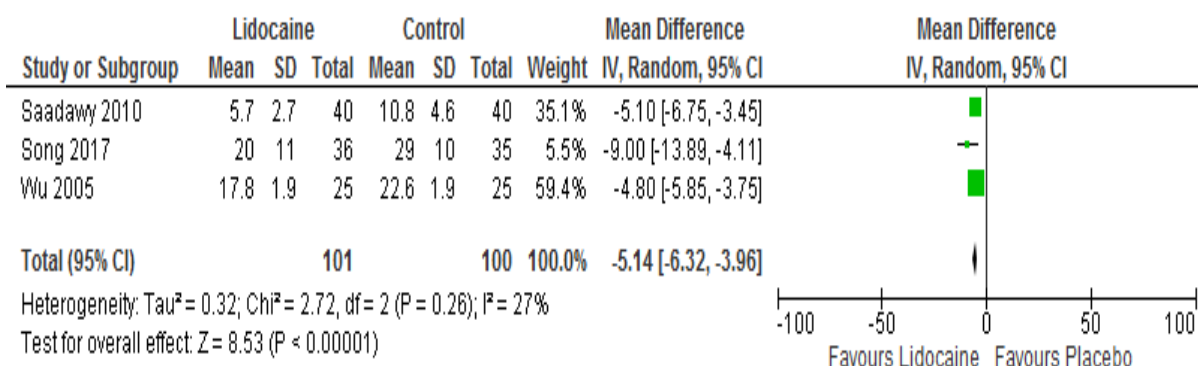 Lidocaine Control Mean Difference Mean Difference
Study or Subgroup Mean SD Total Mean SD Total Weight IV, Random, 95% CI IV, Random, 95% CI
Saadawy 2010 5.7 2.7 40 10.8 4.6 40 35.1% -5.10 [-6.75, -3.45]
Song 2017 20 11 36 29 10 35 5.5% -9.00 [-13.89, -4.11]
Wu 2005 17.8 1.9 25 22.6 1.9 25 59.4% -4.80 [-5.85, -3.75]
Total (95% CI) 101 100 100.0% -5.14 [-6.32, -3.96]
Heterogeneity: Tau² = 0.32; Chi² = 2.72, df = 2 (P = 0.26); I² = 27%
Test for overall effect: Z = 8.53 (P < 0.00001)
-100 -50 0 50 100
Favours Lidocaine Favours Placebo